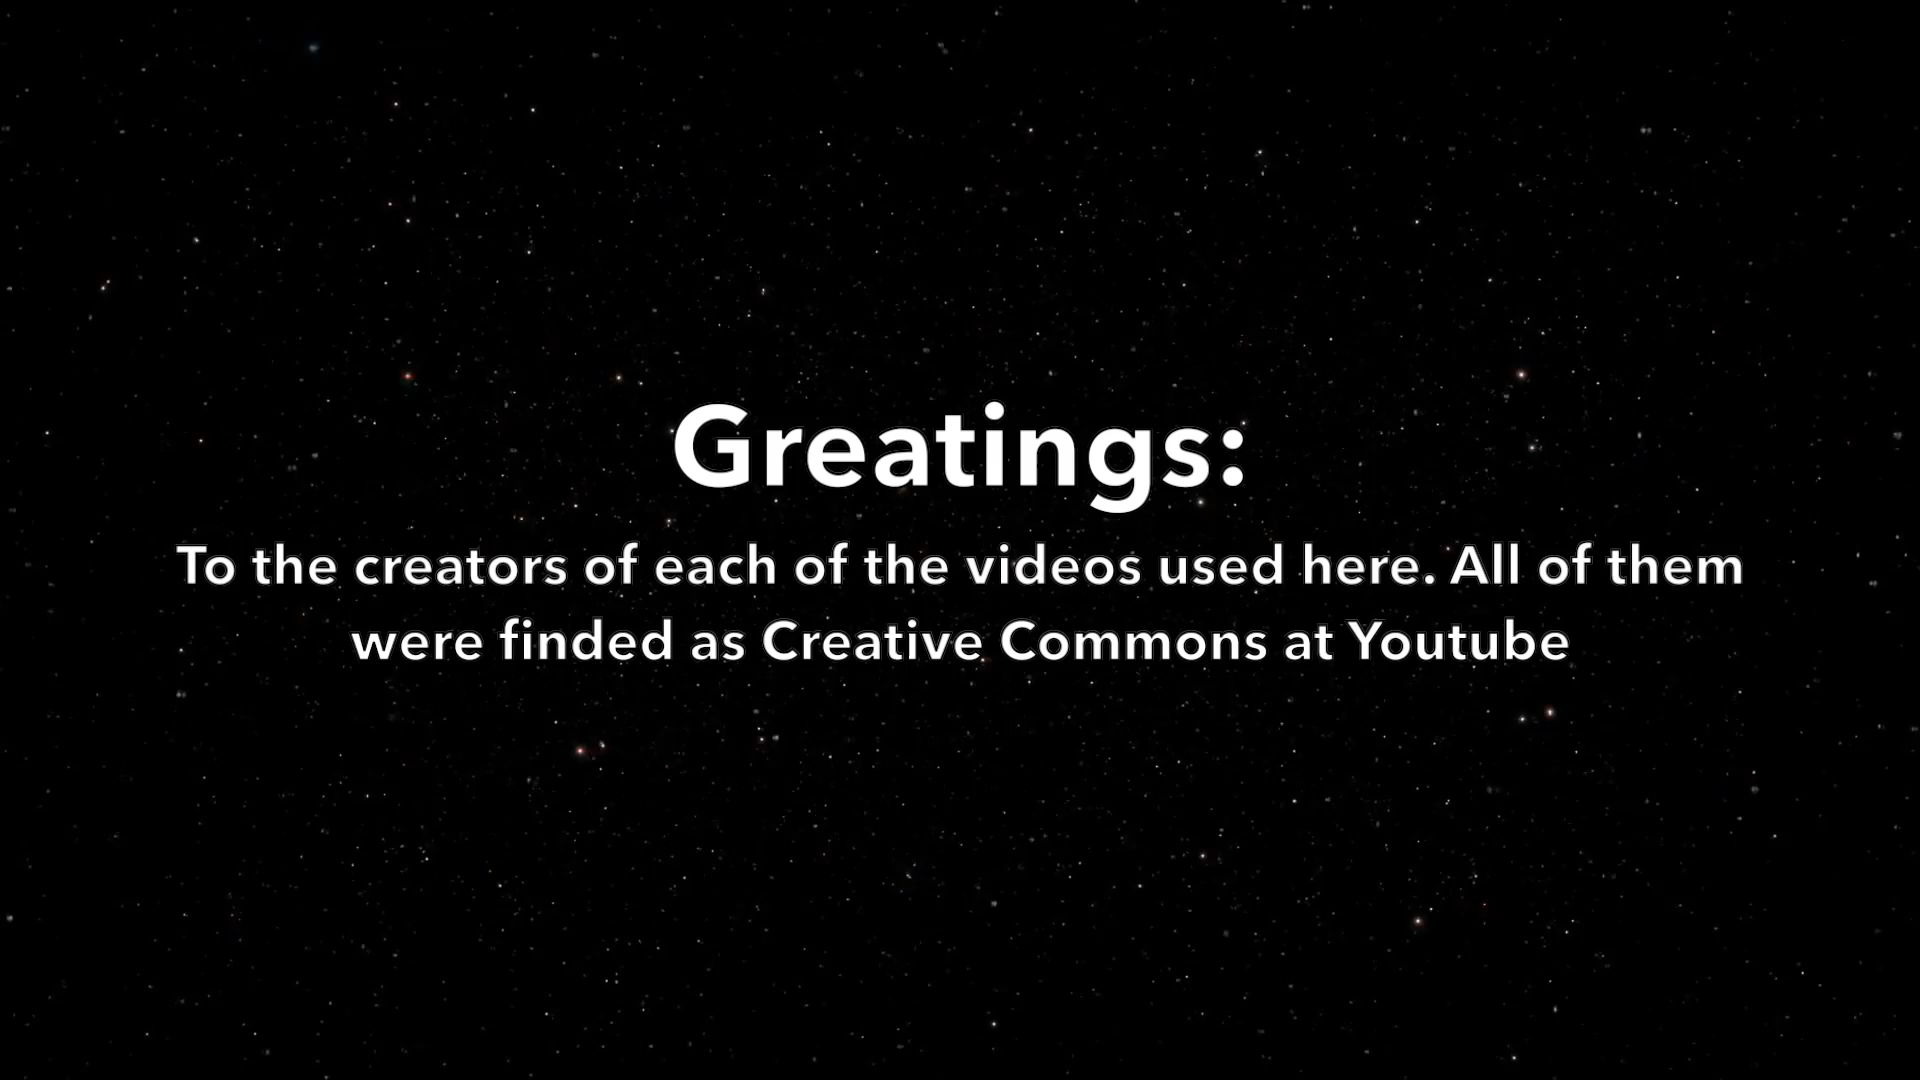 Greatings:
To the creators of each of the videos used here. All of them
were finded as Creative Commons at Youtube